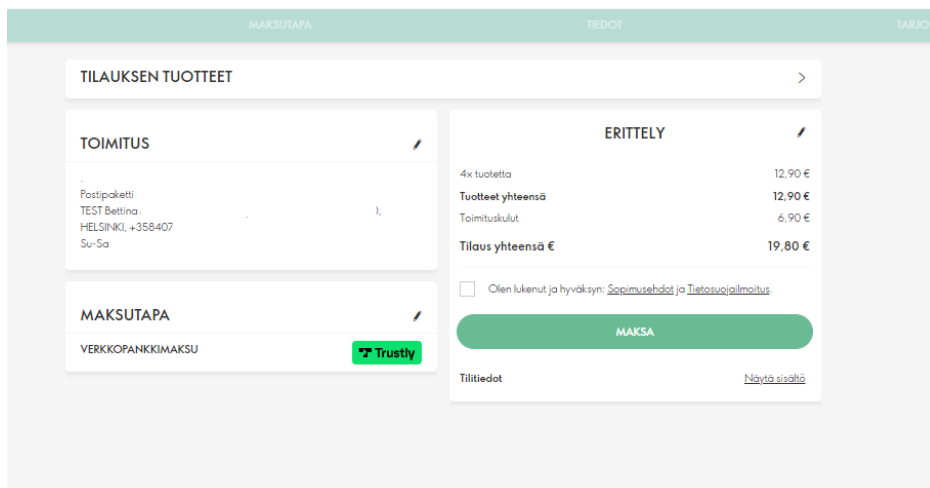 MAKSUTAPA TIEDOT TARJO
TILAUKSEN TUOTTEET
TOIMITUS
.
Postipaketti
TEST Bettina ),
HELSINKI, +358407
Su-Sa
MAKSUTAPA
VERKKOPANKKIMAKSU Trustly
ERITTELY
4x tuotetta 12,90 €
Tuotteet yhteensä 12,90 €
Toimituskulut 6,90 €
Tilaus yhteensä € 19,80 €
Olen lukenut ja hyväksyn: Sopimusehdot ja Tietosuojailmoitus.
MAKSA
Tilitiedot Näytä sisältö